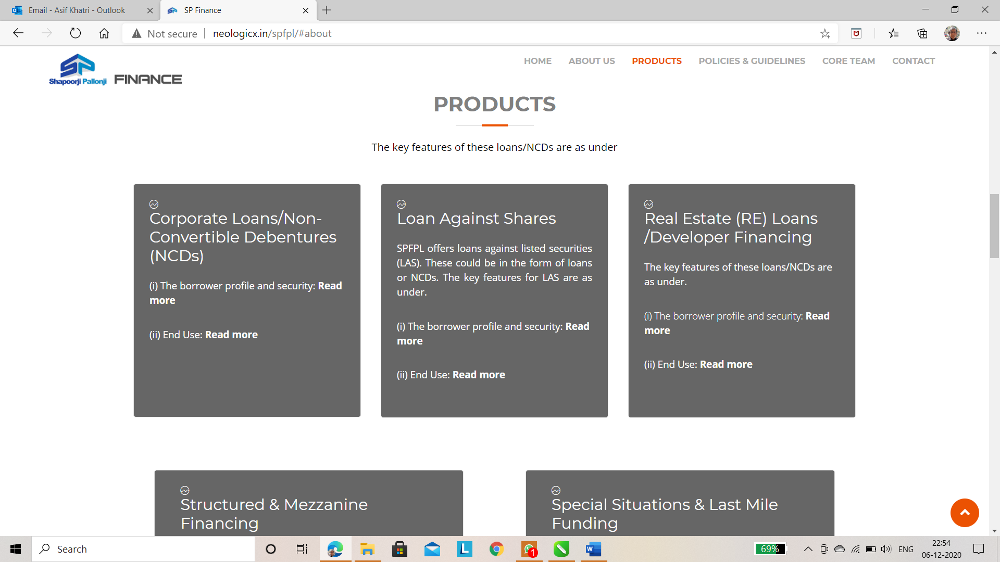 Email - Asif Khatri - Outlook
SP Finance
Not secure
neologicx.in/spfpl/#about
SP
Shapoorji Pallonji FINANCE
HOME ABOUT US PRODUCTS POLICIES & GUIDELINES CORE TEAM CONTACT
PRODUCTS
The key features of these loans/NCDs are as under
Corporate Loans/Non-
Convertible Debentures
(NCDs)
(i) The borrower profile and security: Read
more
(ii) End Use: Read more
Loan Against Shares
SPFPL offers loans against listed securities
(LAS). These could be in the form of loans
or NCDs. The key features for LAS are as
under.
(i) The borrower profile and security: Read
more
(ii) End Use: Read more
Real Estate (RE) Loans
/Developer Financing
The key features of these loans/NCDs are
as under.
(i) The borrower profile and security: Read
more
(ii) End Use: Read more
Structured & Mezzanine
Financing
Special Situations & Last Mile
Funding
Search
L
1
W
69%
ENG
22:54
06-12-2020